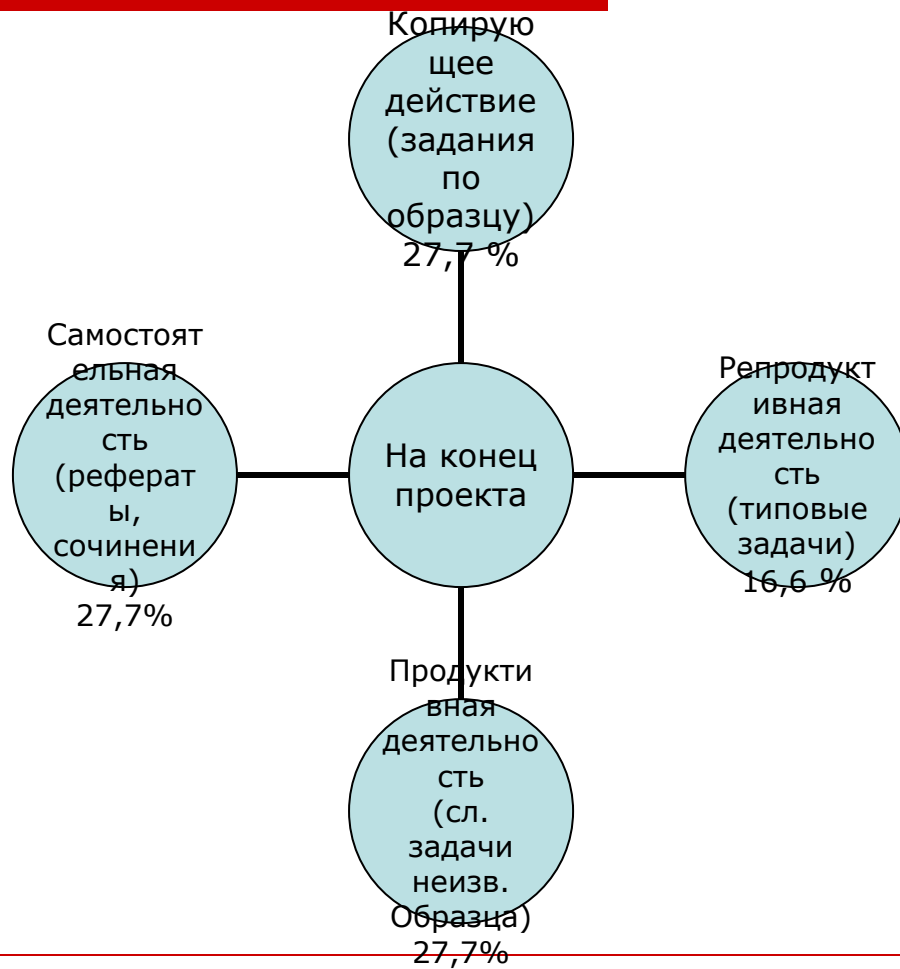 Копирую
щее
действие
(задания
по
образцу)
27,7 %
Самостоят
ельная
деятельно
сть
(реферат
ы,
сочинени
я)
27,7%
На конец
проекта
Репродукт
ивная
деятельно
сть
(типовые
задачи)
16,6 %
Продукти
вная
деятельно
сть
(сл.
задачи
неизв.
Образца)
27,7%